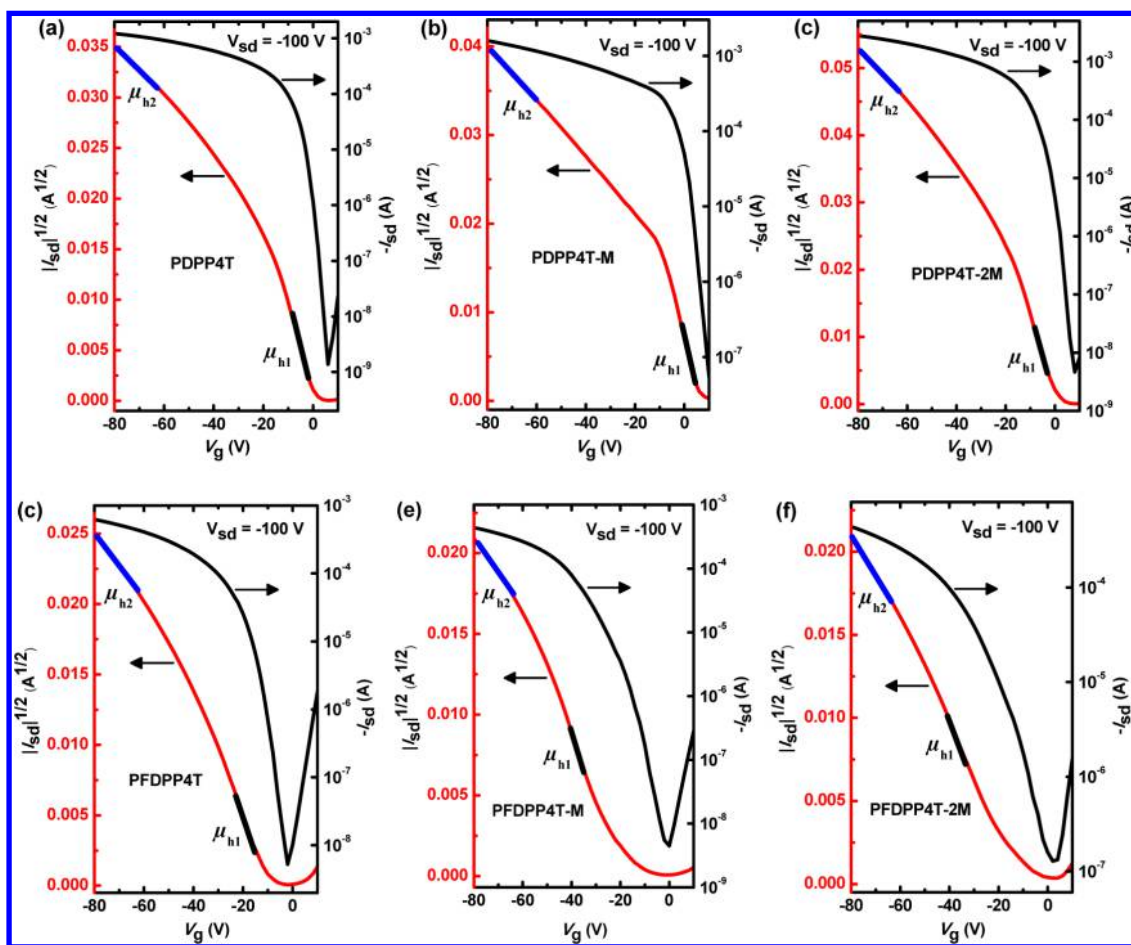 (a) V_sd = -100 V
0.035
0.030
0.025
0.020
0.015
0.010
0.005
0.000
|I_sd|^1/2 (A^1/2)
μ_h2
PDPP4T
μ_h1
10^-3
10^-4
10^-5
10^-6
10^-7
10^-8
10^-9
-I_sd (A)
-80 -60 -40 -20 0
V_g (V)
(b) V_sd = -100 V
0.04
0.03
0.02
0.01
0.00
|I_sd|^1/2 (A^1/2)
μ_h2
PDPP4T-M
μ_h1
10^-3
10^-4
10^-5
10^-6
10^-7
-I_sd (A)
-80 -60 -40 -20 0
V_g (V)
(c) V_sd = -100 V
0.05
0.04
0.03
0.02
0.01
0.00
|I_sd|^1/2 (A^1/2)
μ_h2
PDPP4T-2M
μ_h1
10^-3
10^-4
10^-5
10^-6
10^-7
10^-8
10^-9
-I_sd (A)
-80 -60 -40 -20 0
V_g (V)
(c) V_sd = -100 V
0.025
0.020
0.015
0.010
0.005
0.000
|I_sd|^1/2 (A^1/2)
μ_h2
PFDPP4T
μ_h1
10^-3
10^-4
10^-5
10^-6
10^-7
10^-8
-I_sd (A)
-80 -60 -40 -20 0
V_g (V)
(e) V_sd = -100 V
0.020
0.015
0.010
0.005
0.000
|I_sd|^1/2 (A^1/2)
μ_h2
μ_h1
PFDPP4T-M
10^-3
10^-4
10^-5
10^-6
10^-7
10^-8
10^-9
-I_sd (A)
-80 -60 -40 -20 0
V_g (V)
(f) V_sd = -100 V
0.020
0.015
0.010
0.005
0.000
|I_sd|^1/2 (A^1/2)
μ_h2
μ_h1
PFDPP4T-2M
10^-4
10^-5
10^-6
10^-7
-I_sd (A)
-80 -60 -40 -20 0
V_g (V)